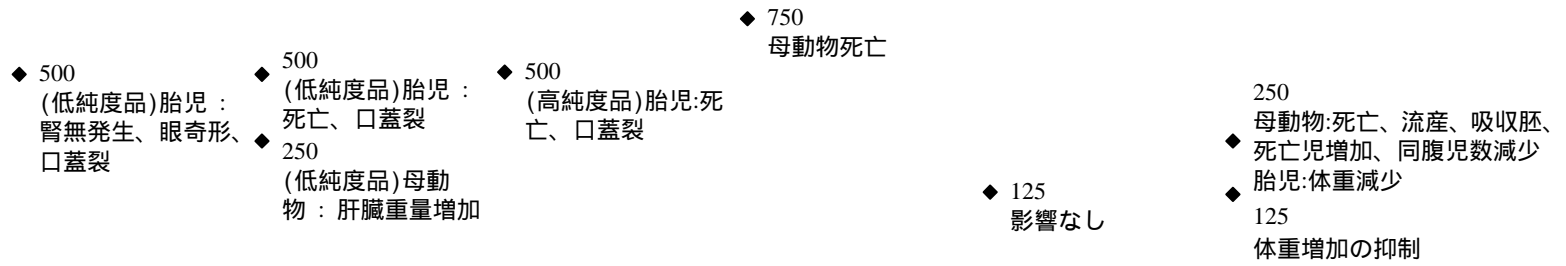 ◆ 500
(低純度品)胎児 :
腎無発生、眼奇形、
口蓋裂
◆ 500
(低純度品)胎児 :
死亡、口蓋裂
◆ 250
(低純度品)母動
物 : 肝臓重量増加
◆ 500
(高純度品)胎児:死
亡、口蓋裂
◆ 750
母動物死亡
◆ 125
影響なし
250
母動物:死亡、流産、吸収胚、
◆ 死亡児増加、同腹児数減少
胎児:体重減少
◆ 125
体重増加の抑制